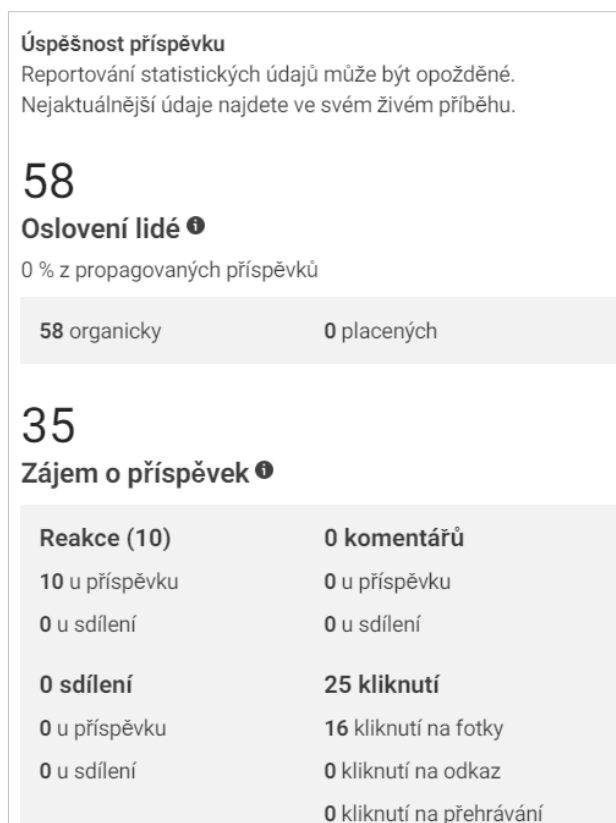 Úspěšnost příspěvku
Reportování statistických údajů může být opožděné.
Nejaktuálnější údaje najdete ve svém živém příběhu.
58
Oslovení lidé
0 % z propagovaných příspěvků
58 organicky 0 placených
35
Zájem o příspěvek
Reakce (10) 0 komentářů
10 u příspěvku 0 u příspěvku
0 u sdílení 0 u sdílení
0 sdílení 25 kliknutí
0 u příspěvku 16 kliknutí na fotky
0 u sdílení 0 kliknutí na odkaz
0 kliknutí na přehrávání